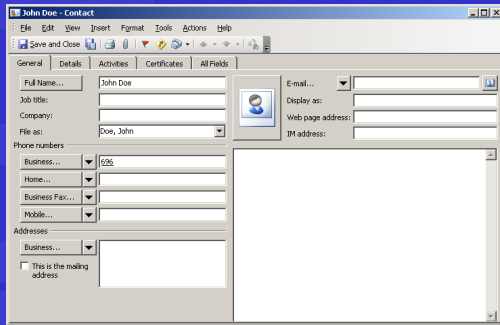 John Doe - Contact
File Edit View Insert Format Tools Actions Help
Save and Close
General Details Activities Certificates All Fields
Full Name... John Doe
Job title:
Company:
File as: Doe, John
E-mail...
Display as:
Web page address:
IM address:
Phone numbers
Business... 696
Home...
Business Fax...
Mobile...
Addresses
Business...
This is the mailing
address